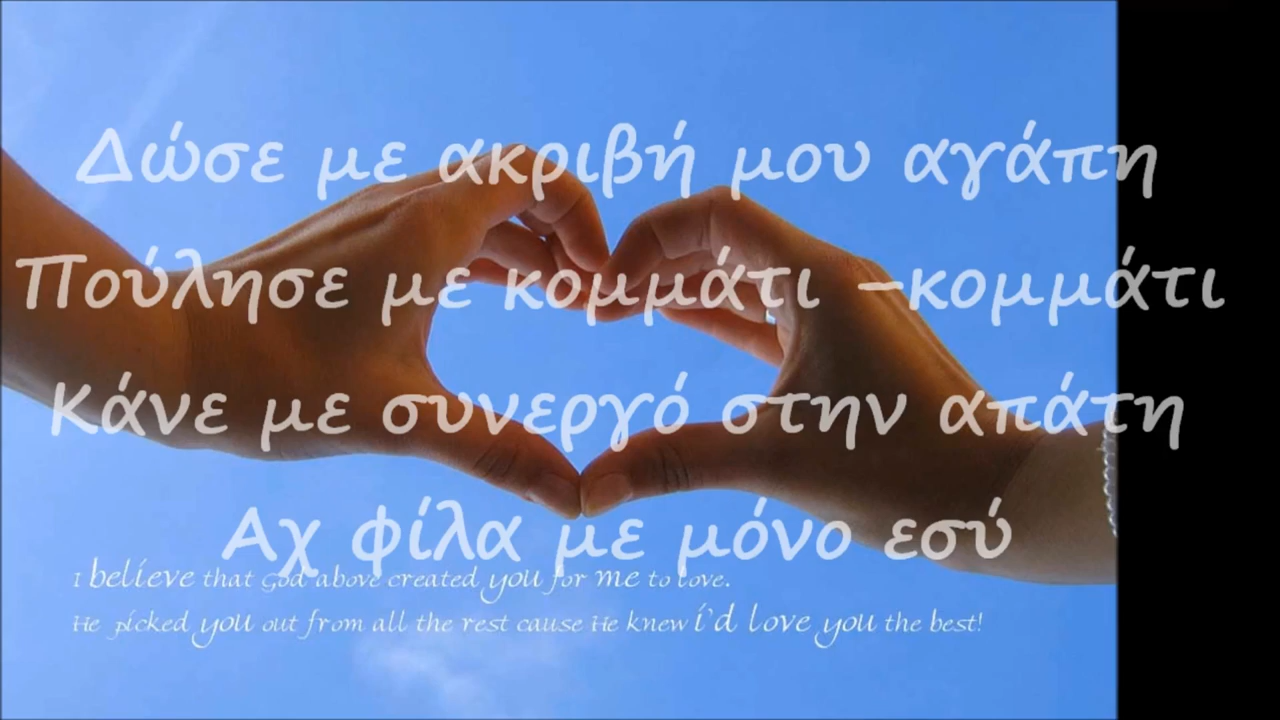 Δώσε με ακριβή μου αγάπη
Πούλησε με κομμάτι –κομμάτι
Κάνε με συνεργό στην απάτη
Αχ φίλα με μόνο εσύ
I believe that God above created you for me to love.
He picked you out from all the rest cause He knew i'd love you the best!